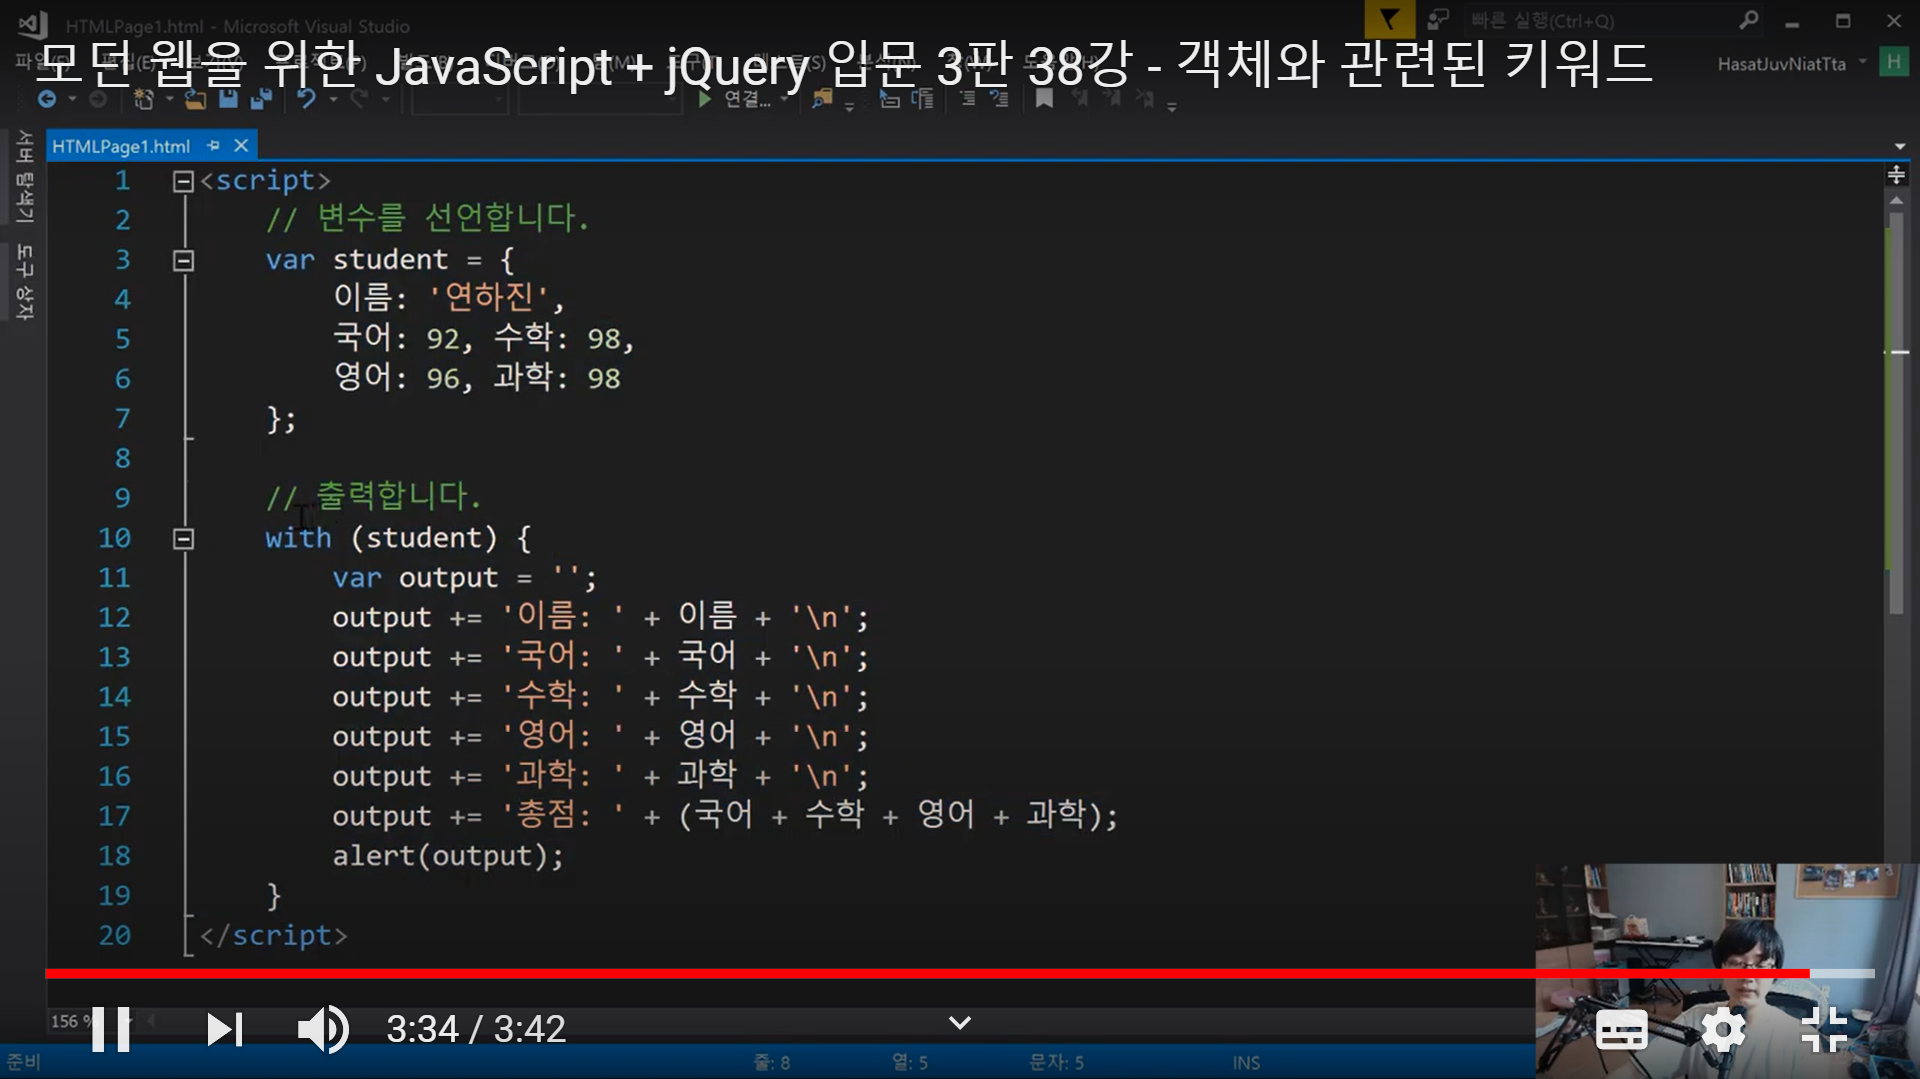 HTMLPage1.html - Microsoft Visual Studio
빠른 실행(Ctrl+Q)
모던 웹을 위한 JavaScript + jQuery 입문 3판 38강 - 객체와 관련된 키워드
HasatJuvNiatTta
H
연결...
서버 탐색기
도구 상자
HTMLPage1.html
1 <script>
2 // 변수를 선언합니다.
3 var student = {
4 이름: '연하진',
5 국어: 92, 수학: 98,
6 영어: 96, 과학: 98
7 };
8
9 // 출력합니다.
10 with (student) {
11 var output = '';
12 output += '이름: ' + 이름 + '\n';
13 output += '국어: ' + 국어 + '\n';
14 output += '수학: ' + 수학 + '\n';
15 output += '영어: ' + 영어 + '\n';
16 output += '과학: ' + 과학 + '\n';
17 output += '총점: ' + (국어 + 수학 + 영어 + 과학);
18 alert(output);
19 }
20 </script>
156 %
3:34 / 3:42
준비
줄: 8
열: 5
문자: 5
INS